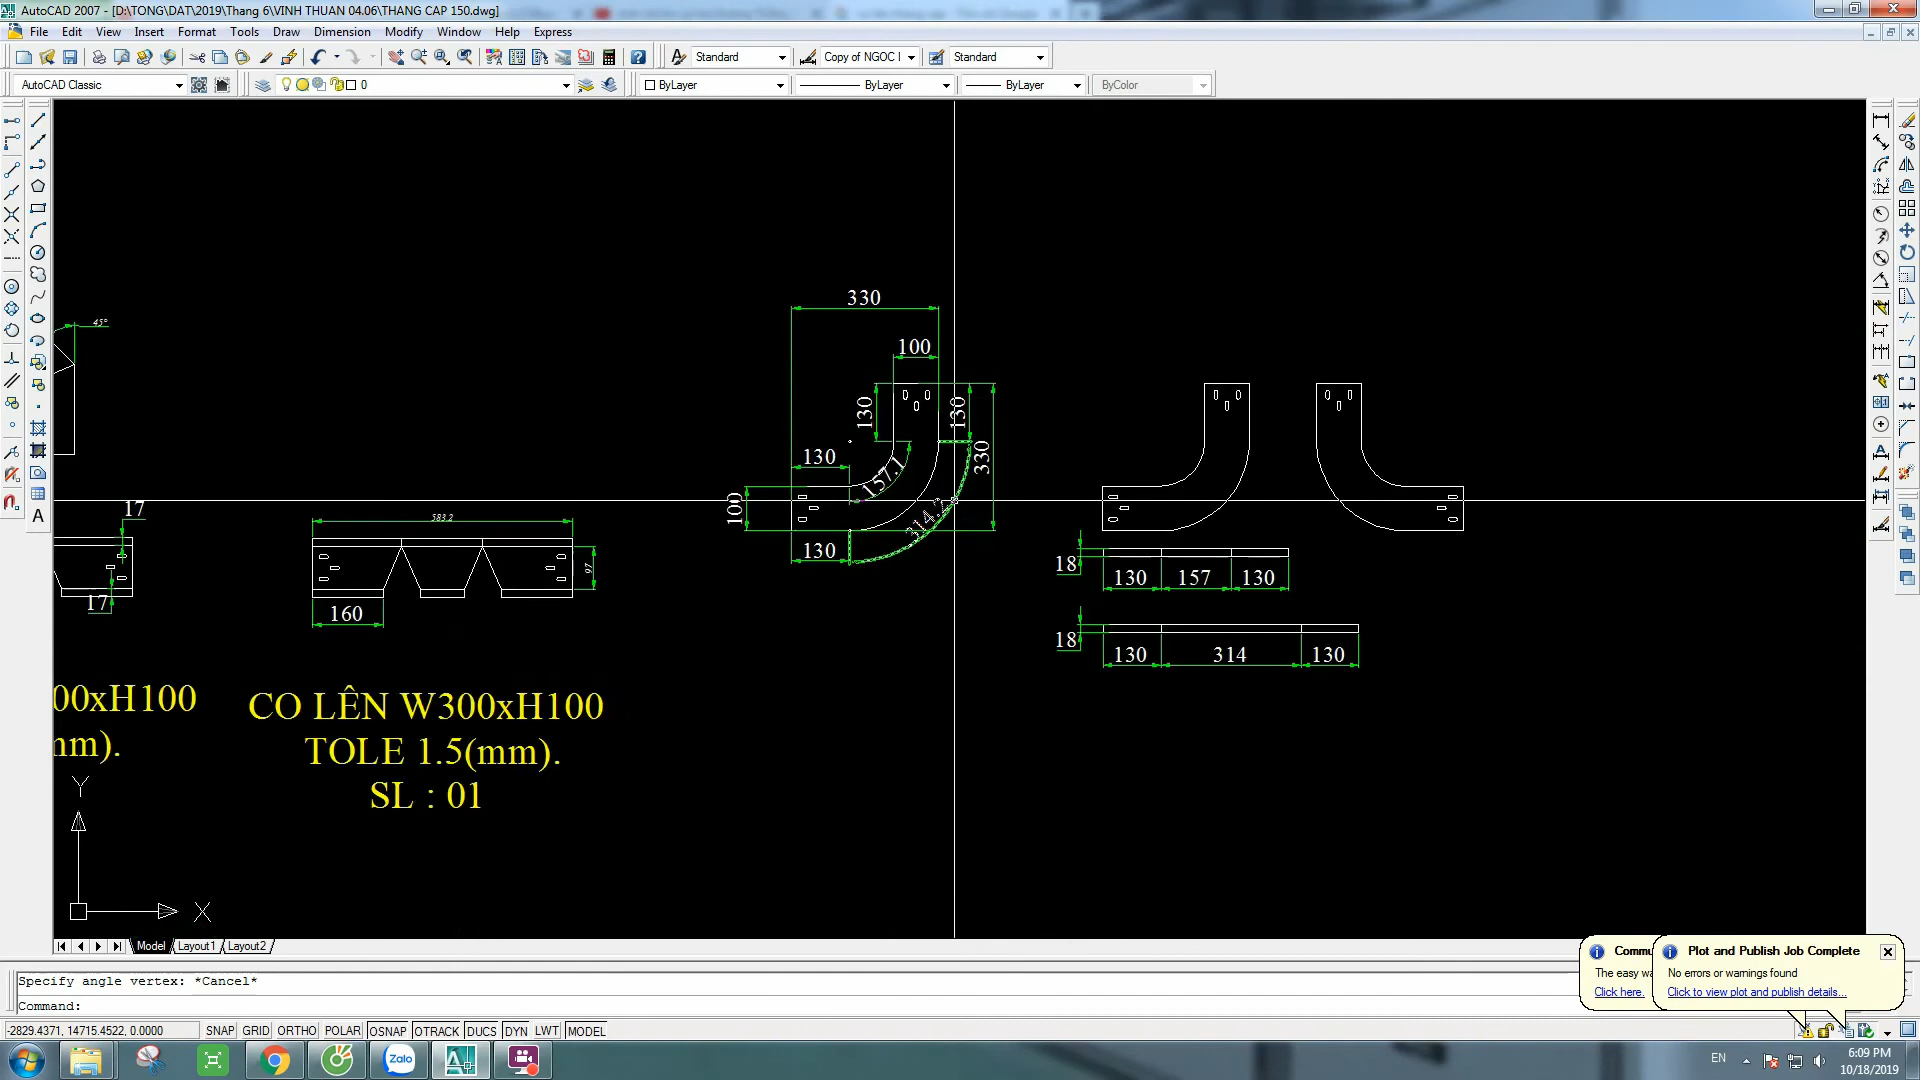 AutoCAD 2007 - [D:\TONG\DAT\2019\Thang 6\VINH THUAN 04.06\THANG CAP 150.dwg]
File Edit View Insert Format Tools Draw Dimension Modify Window Help Express
Standard Copy of NGOC I Standard
AutoCAD Classic 0 ByLayer ByLayer ByLayer ByColor
330
100
45°
130 130
130 157.1 330
17 583.2 100 314.2
97
130 18 130 157 130
17 160
18 130 314 130
00xH100 CO LÊN W300xH100
TOLE 1.5(mm).
SL : 01
Y
X
Model Layout1 Layout2
Commu Plot and Publish Job Complete
The easy wa No errors or warnings found
Click here. Click to view plot and publish details...
Specify angle vertex: *Cancel*
Command:
-2829.4371, 14715.4522, 0.0000 SNAP GRID ORTHO POLAR OSNAP OTRACK DUCS DYN LWT MODEL
Zalo
EN 6:09 PM
10/18/2019